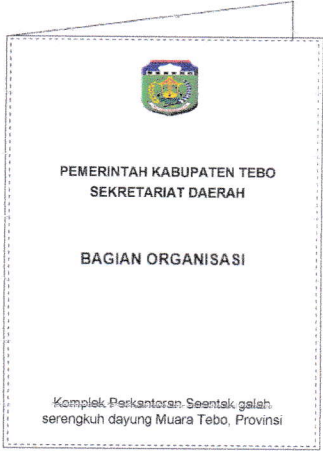 PEMERINTAH KABUPATEN TEBO
SEKRETARIAT DAERAH
BAGIAN ORGANISASI
Komplek Perkantoran Seentak galah
serengkuh dayung Muara Tebo, Provinsi